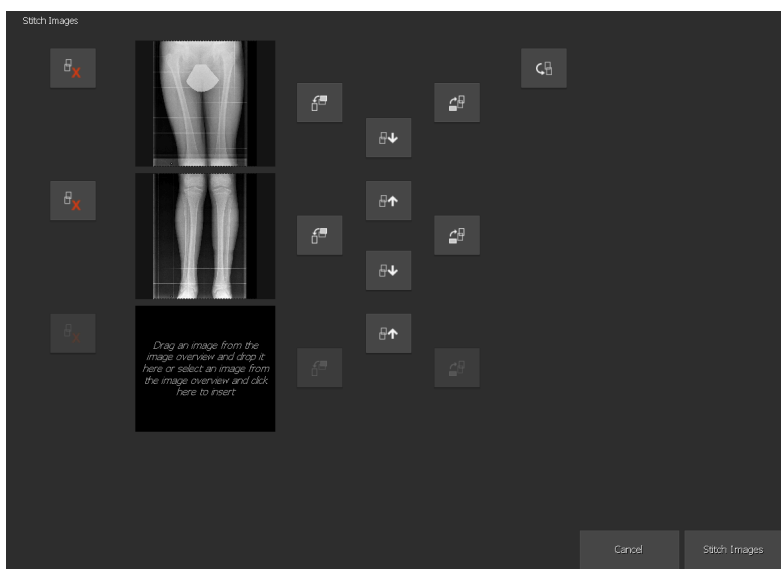 Stitch Images
Drag an image from the
image overview and drop it
here or select an image from
the image overview and click
here to insert
Cancel
Stitch Images